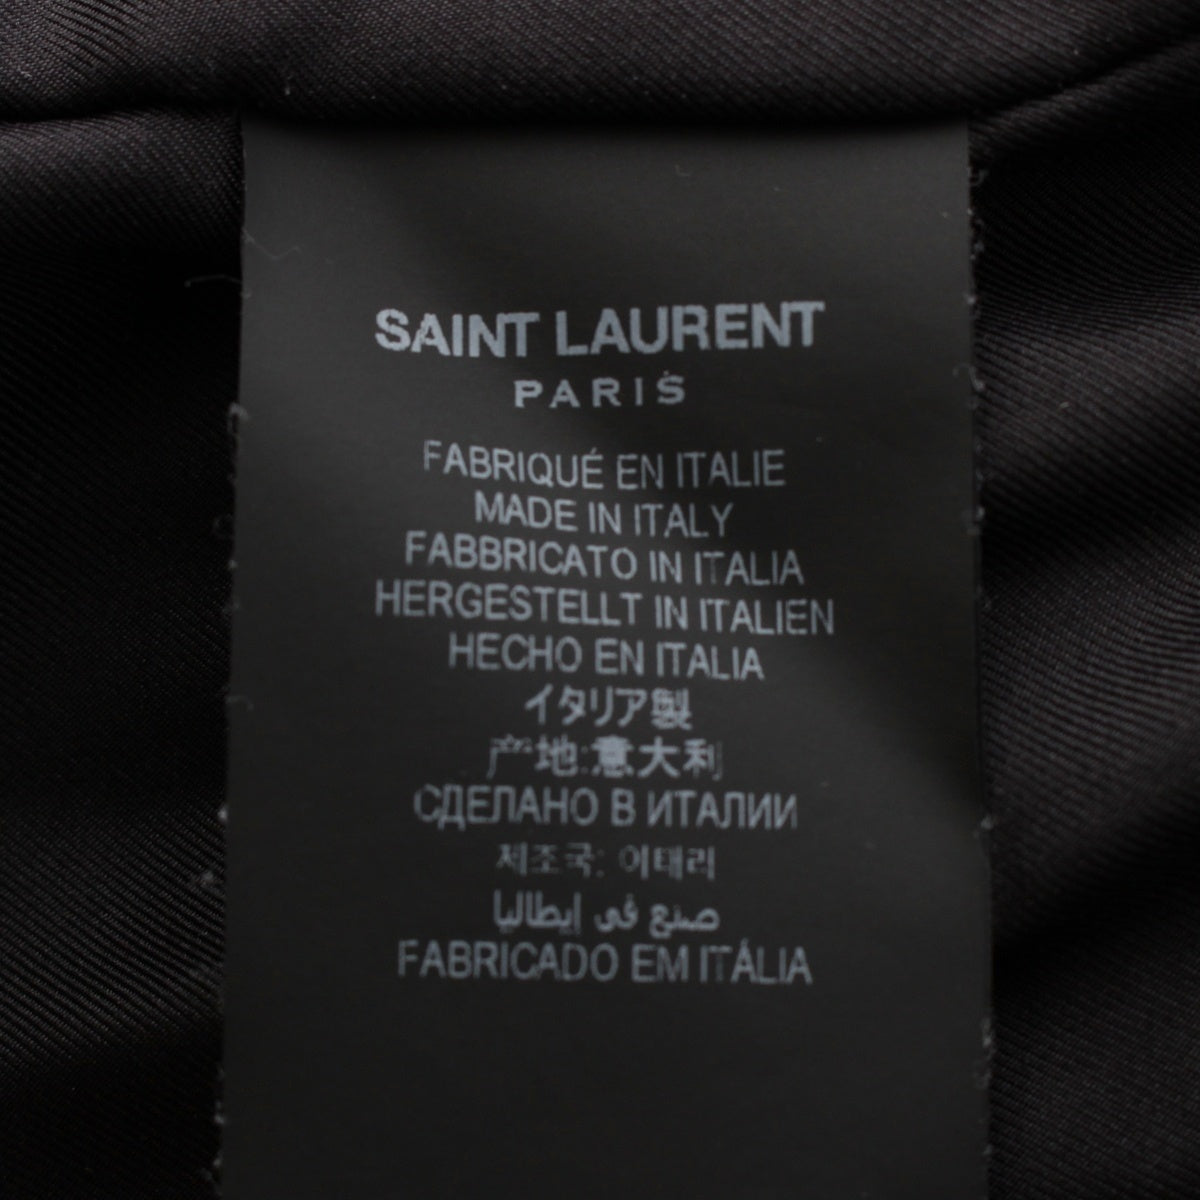 SAINT LAURENT
PARIS
FABRIQUÉ EN ITALIE
MADE IN ITALY
FABBRICATO IN ITALIA
HERGESTELLT IN ITALIEN
HECHO EN ITALIA
イタリア製
产地:意大利
СДЕЛАНО В ИТАЛИИ
제조국: 이태리
صنع في إيطاليا
FABRICADO EM ITÁLIA